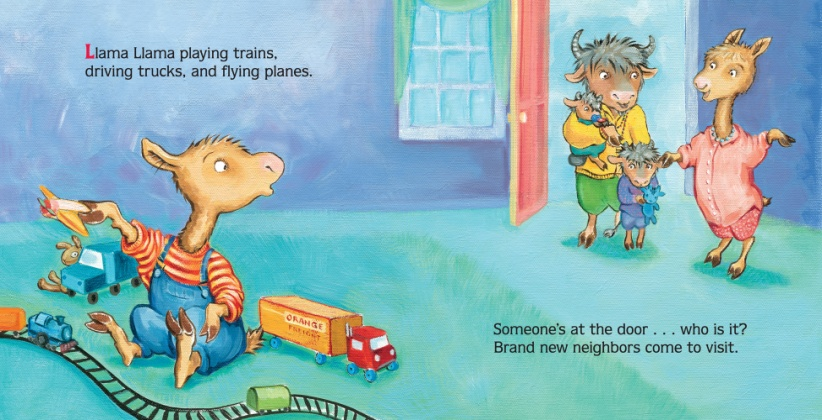 Llama Llama playing trains,
driving trucks, and flying planes.
ORANGE
FREIGHT
Someone's at the door . . . who is it?
Brand new neighbors come to visit.